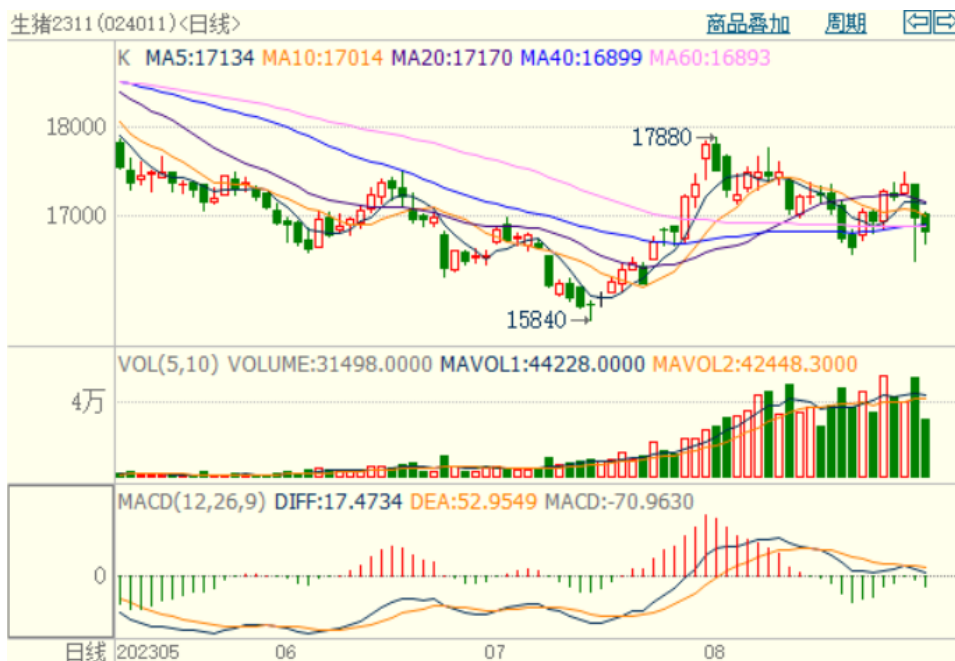 生猪2311(024011)<日线> 商品叠加 周期
K MA5:17134 MA10:17014 MA20:17170 MA40:16899 MA60:16893
18000
17880
17000
15840
VOL(5,10) VOLUME:31498.0000 MAVOL1:44228.0000 MAVOL2:42448.3000
4万
MACD(12,26,9) DIFF:17.4734 DEA:52.9549 MACD:-70.9630
0
日线 202305 06 07 08